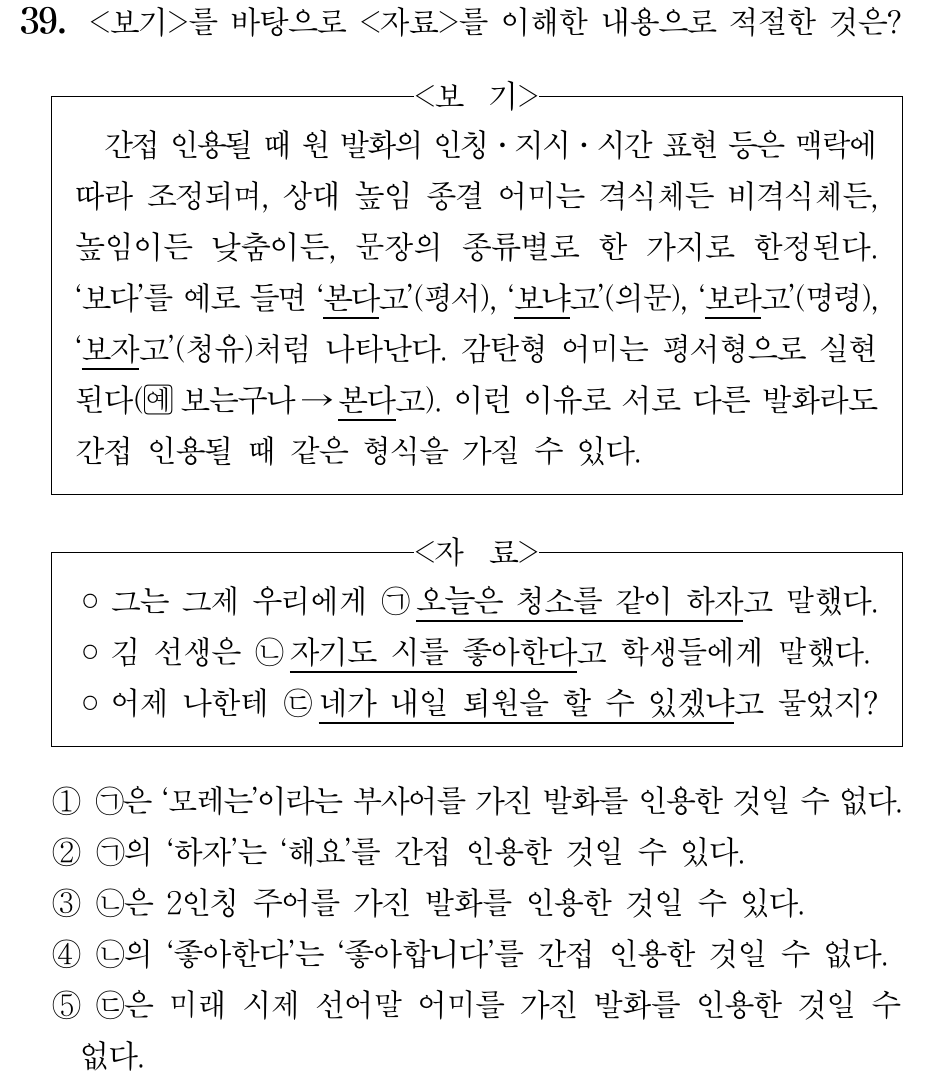 39. <보기>를 바탕으로 <자료>를 이해한 내용으로 적절한 것은?
<보 기>
간접 인용될 때 원 발화의 인칭・지시・시간 표현 등은 맥락에
따라 조정되며, 상대 높임 종결 어미는 격식체든 비격식체든,
높임이든 낮춤이든, 문장의 종류별로 한 가지로 한정된다.
‘보다’를 예로 들면 ‘본다고’(평서), ‘보냐고’(의문), ‘보라고’(명령),
‘보자고’(청유)처럼 나타난다. 감탄형 어미는 평서형으로 실현
된다(예 보는구나→본다고). 이런 이유로 서로 다른 발화라도
간접 인용될 때 같은 형식을 가질 수 있다.
<자 료>
○ 그는 그제 우리에게 ㉠오늘은 청소를 같이 하자고 말했다.
○ 김 선생은 ㉡자기도 시를 좋아한다고 학생들에게 말했다.
○ 어제 나한테 ㉢네가 내일 퇴원을 할 수 있겠냐고 물었지?
① ㉠은 ‘모레는’이라는 부사어를 가진 발화를 인용한 것일 수 없다.
② ㉠의 ‘하자’는 ‘해요’를 간접 인용한 것일 수 있다.
③ ㉡은 2인칭 주어를 가진 발화를 인용한 것일 수 있다.
④ ㉡의 ‘좋아한다’는 ‘좋아합니다’를 간접 인용한 것일 수 없다.
⑤ ㉢은 미래 시제 선어말 어미를 가진 발화를 인용한 것일 수
없다.